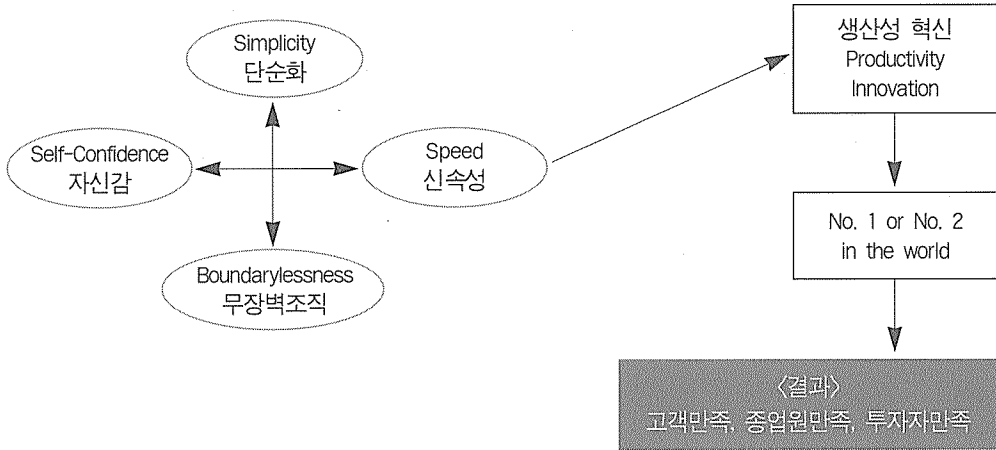 Simplicity
단순화
Self-Confidence
자신감
Speed
신속성
Boundarylessness
무장벽조직
생산성 혁신
Productivity
Innovation
No. 1 or No. 2
in the world
<결과>
고객만족, 종업원만족, 투자자만족